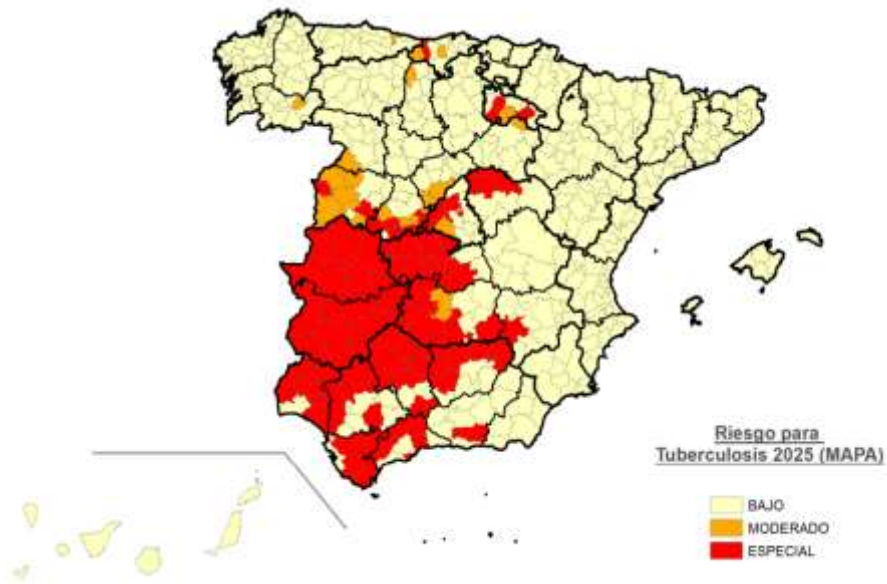 Riesgo para
Tuberculosis 2025 (MAPA)
BAJO
MODERADO
ESPECIAL